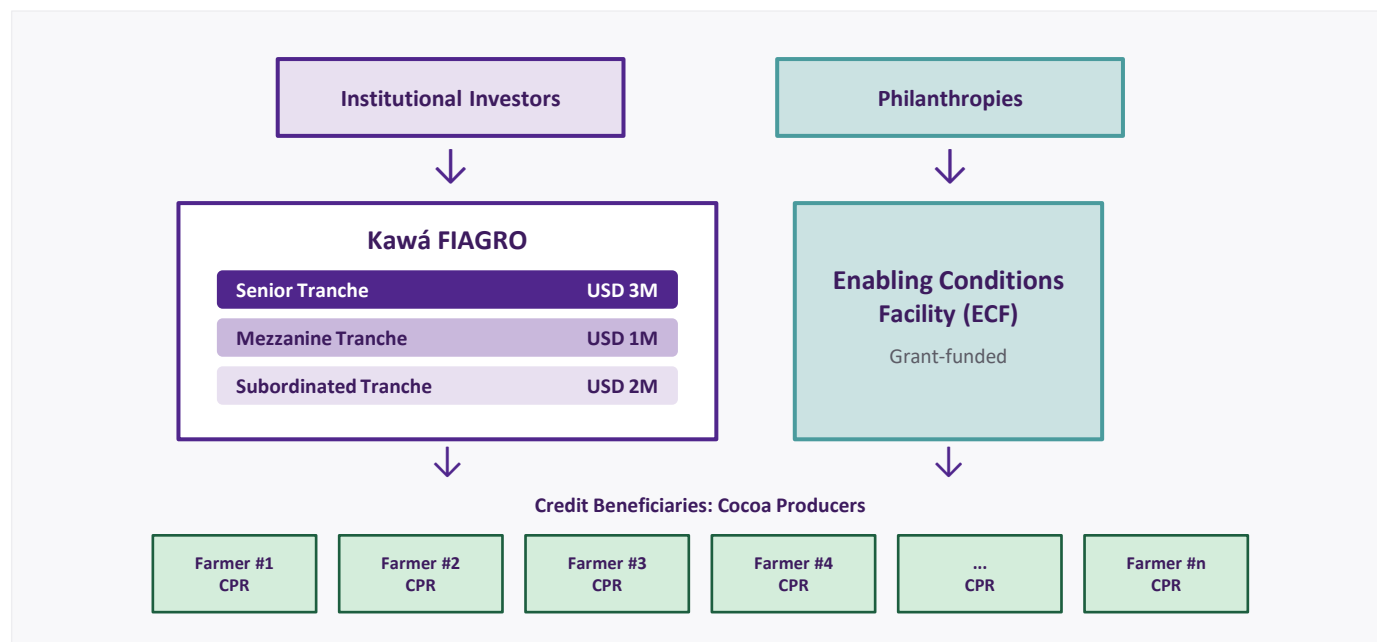 Institutional Investors
Philanthropies
Kawá FIAGRO
Senior Tranche USD 3M
Mezzanine Tranche USD 1M
Subordinated Tranche USD 2M
Enabling Conditions
Facility (ECF)
Grant-funded
Credit Beneficiaries: Cocoa Producers
Farmer #1
CPR
Farmer #2
CPR
Farmer #3
CPR
Farmer #4
CPR
...
CPR
Farmer #n
CPR